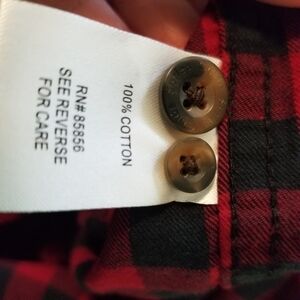 100% COTTON
RN# 85856
SEE REVERSE
FOR CARE